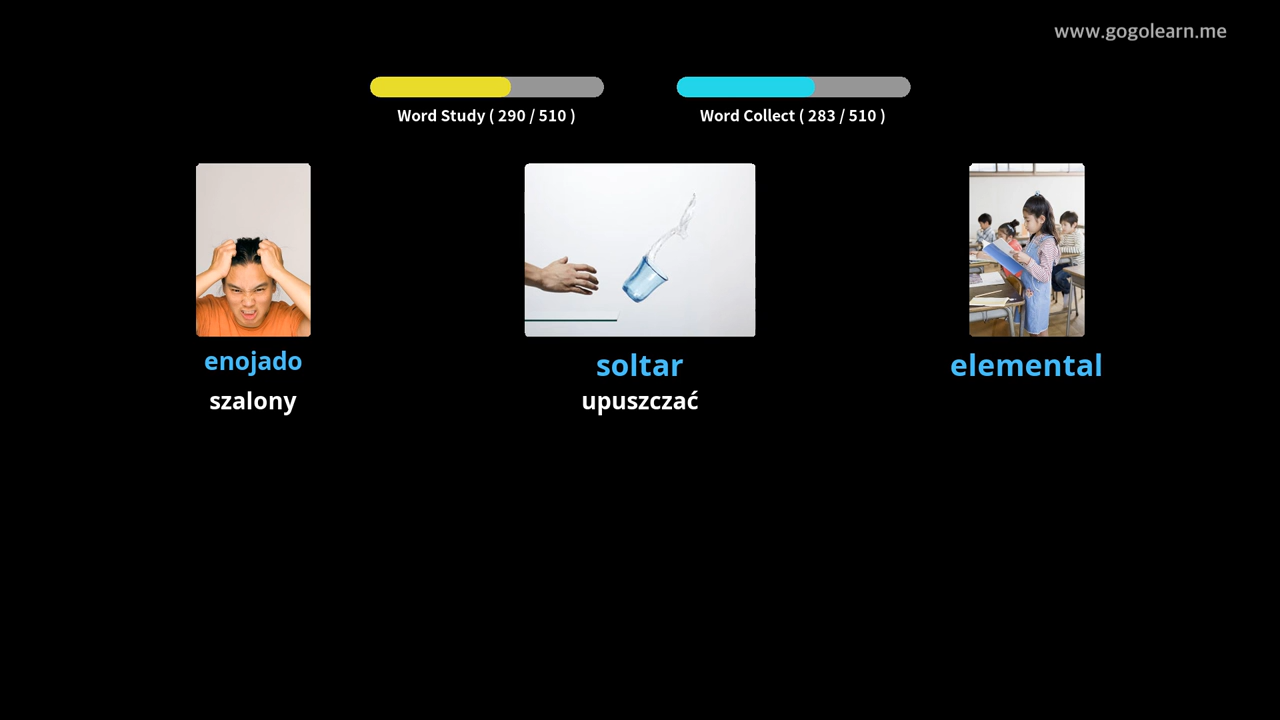 www.gogolearn.me
Word Study ( 290 / 510 )
Word Collect ( 283 / 510 )
enojado
szalony
soltar
upuszczać
elemental